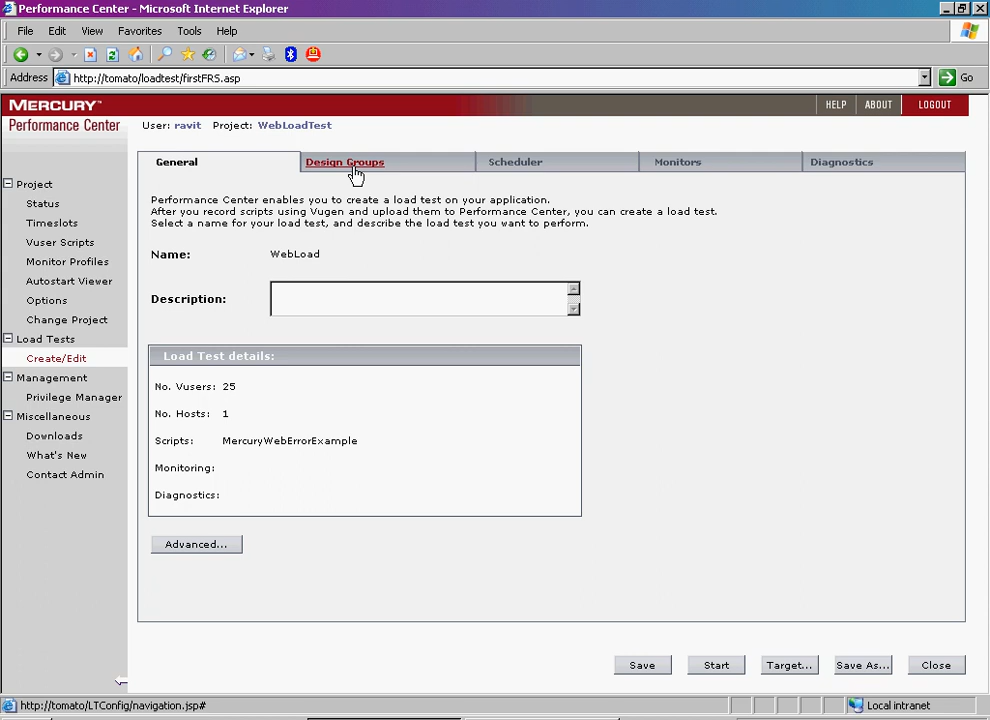 Performance Center - Microsoft Internet Explorer
File Edit View Favorites Tools Help
Address http://tomato/loadtest/firstFRS.asp Go
MERCURY™ HELP ABOUT LOGOUT
Performance Center User: ravit Project: WebLoadTest
General Design Groups Scheduler Monitors Diagnostics
Project
Status
Timeslots
Vuser Scripts
Monitor Profiles
Autostart Viewer
Options
Change Project
Load Tests
Create/Edit
Management
Privilege Manager
Miscellaneous
Downloads
What's New
Contact Admin
Performance Center enables you to create a load test on your application.
After you record scripts using Vugen and upload them to Performance Center, you can create a load test.
Select a name for your load test, and describe the load test you want to perform.
Name: WebLoad
Description:
Load Test details:
No. Vusers: 25
No. Hosts: 1
Scripts: MercuryWebErrorExample
Monitoring:
Diagnostics:
Advanced...
Save Start Target... Save As... Close
http://tomato/LTConfig/navigation.jsp# Local intranet